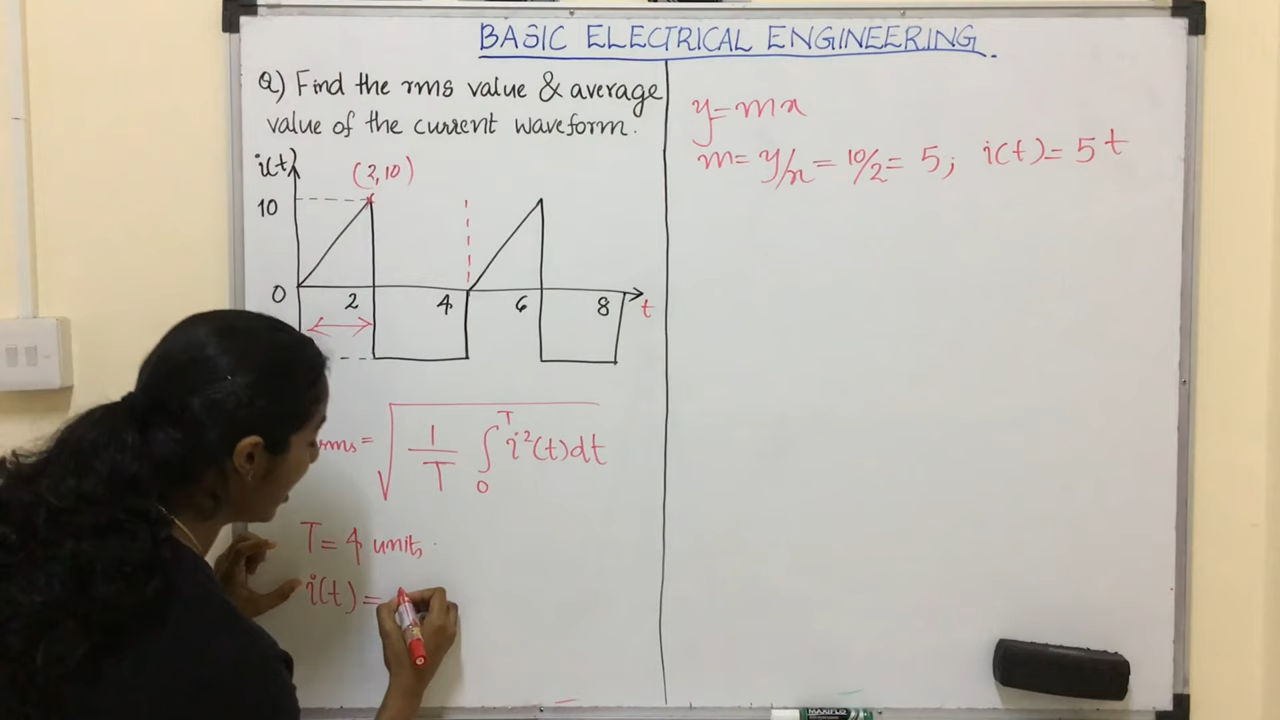 BASIC ELECTRICAL ENGINEERING.
Q) Find the rms value & average
value of the current waveform.
i(t)
(2,10)
10
0 2 4 6 8 t
rms = √ 1/T ∫₀ᵀ i²(t)dt
T = 4 units.
i(t) =
y = mx
m = y/x = 10/2 = 5; i(t) = 5t
MAXIFLO